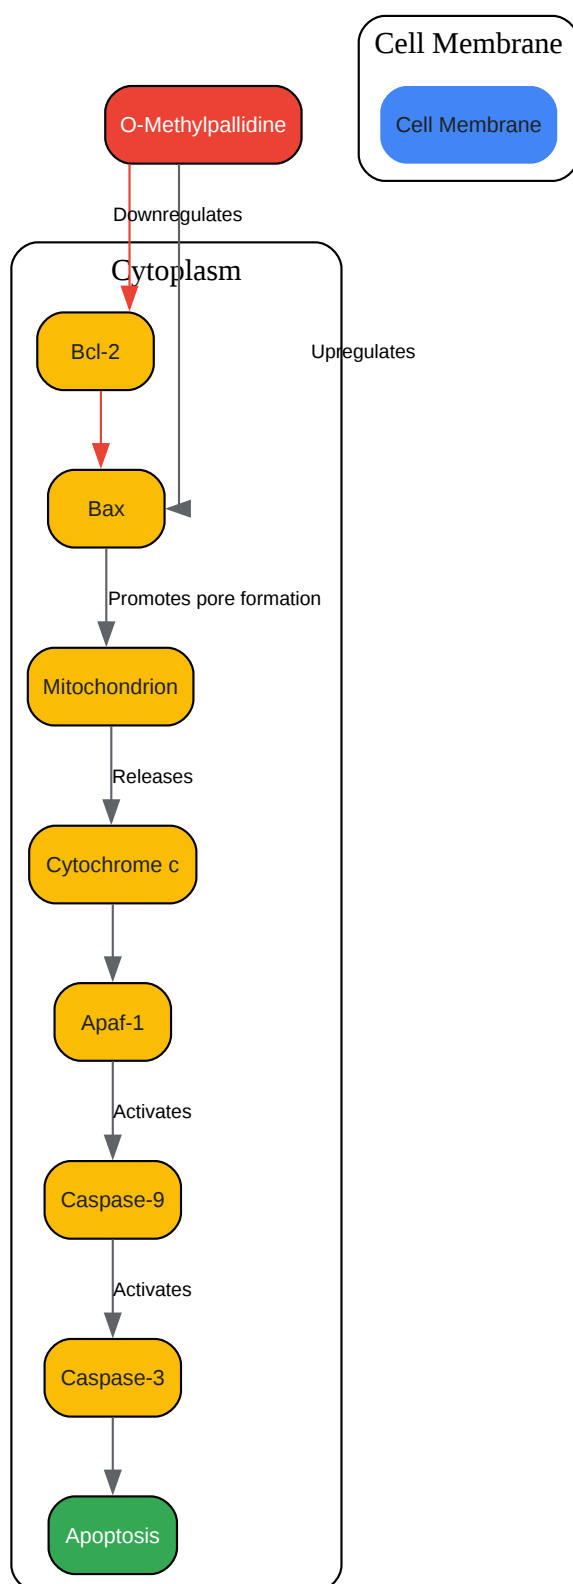 Cell Membrane
Cell Membrane
O-Methylpallidine
Downregulates
Cytoplasm
Bcl-2
Upregulates
Bax
Promotes pore formation
Mitochondrion
Releases
Cytochrome c
Apaf-1
Activates
Caspase-9
Activates
Caspase-3
Apoptosis